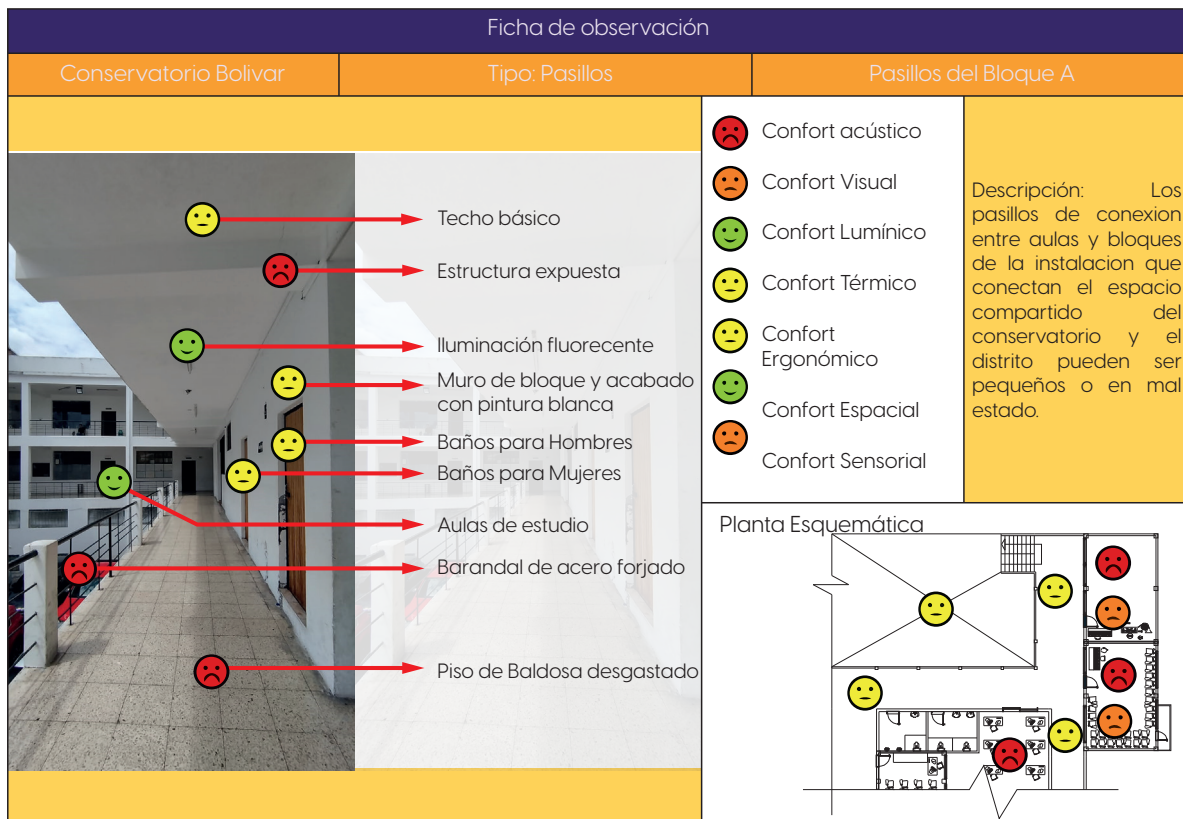 Ficha de observación
Conservatorio Bolivar
Tipo: Pasillos
Pasillos del Bloque A
Techo básico
Estructura expuesta
Iluminación fluorecente
Muro de bloque y acabado
con pintura blanca
Baños para Hombres
Baños para Mujeres
Aulas de estudio
Barandal de acero forjado
Piso de Baldosa desgastado
Confort acústico
Confort Visual
Confort Lumínico
Confort Térmico
Confort
Ergonómico
Confort Espacial
Confort Sensorial
Descripción: Los
pasillos de conexion
entre aulas y bloques
de la instalacion que
conectan el espacio
compartido del
conservatorio y el
distrito pueden ser
pequeños o en mal
estado.
Planta Esquemática